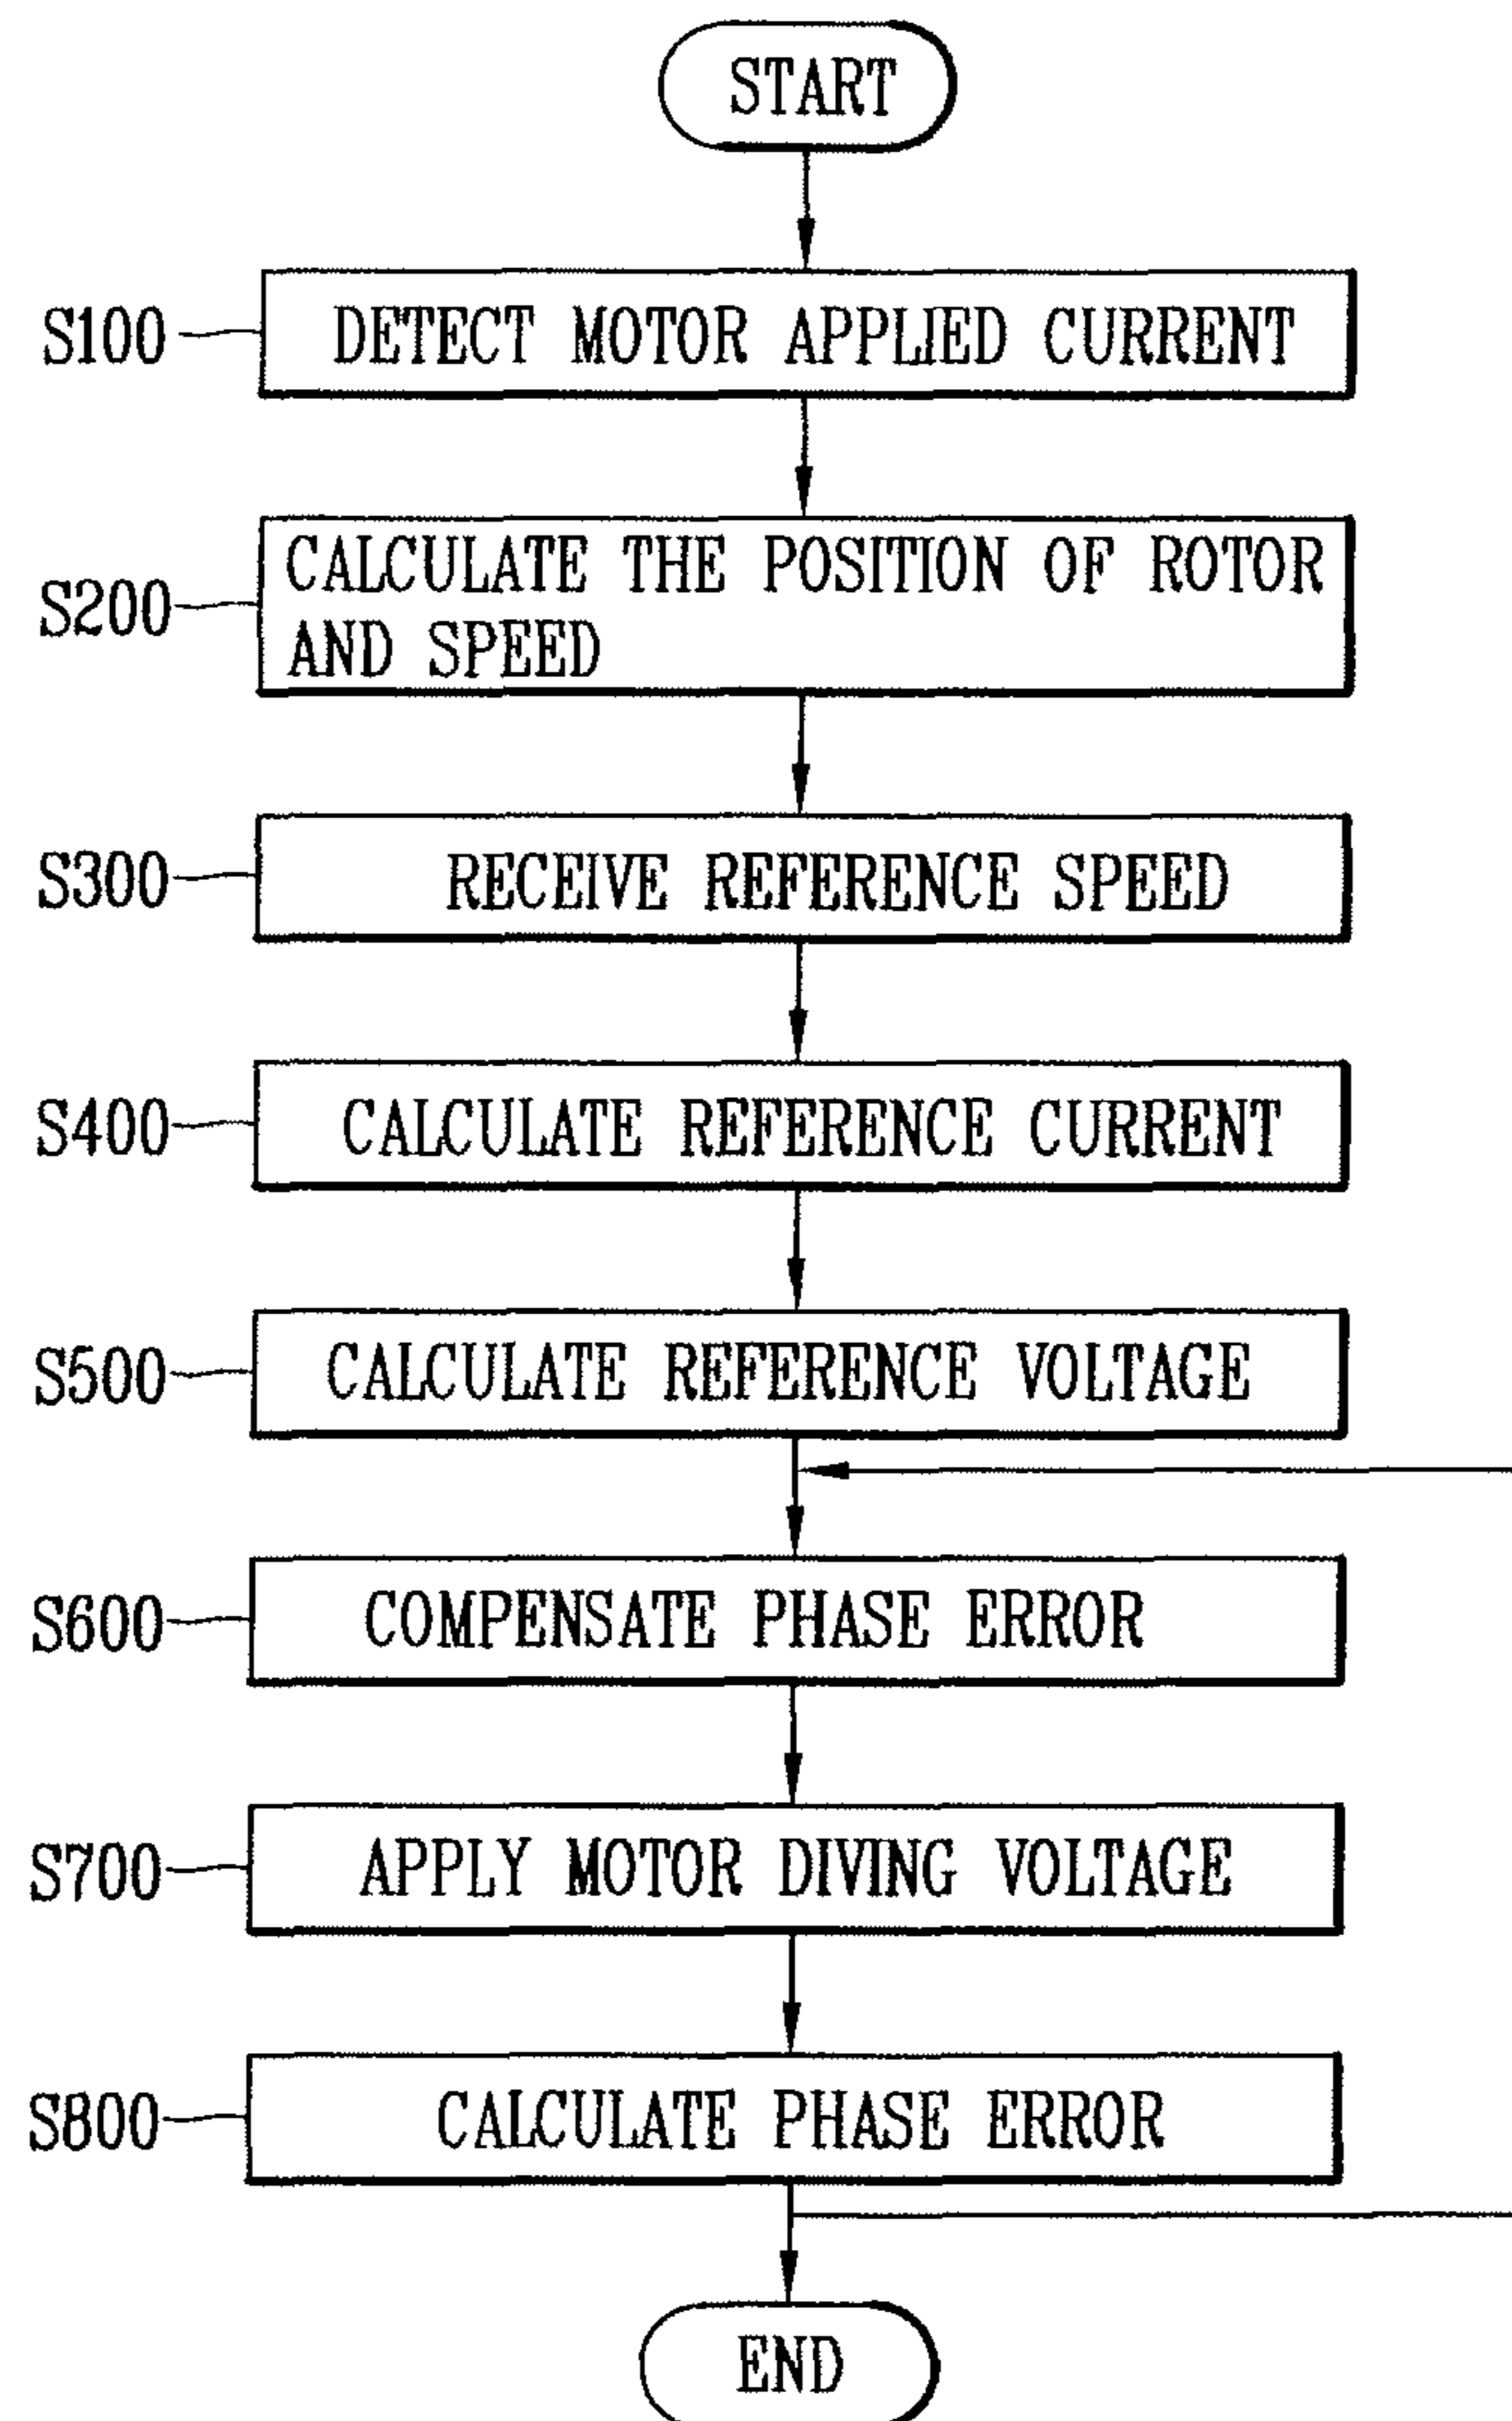 START
S100 DETECT MOTOR APPLIED CURRENT
S200 CALCULATE THE POSITION OF ROTOR
AND SPEED
S300 RECEIVE REFERENCE SPEED
S400 CALCULATE REFERENCE CURRENT
S500 CALCULATE REFERENCE VOLTAGE
S600 COMPENSATE PHASE ERROR
S700 APPLY MOTOR DIVING VOLTAGE
S800 CALCULATE PHASE ERROR
END